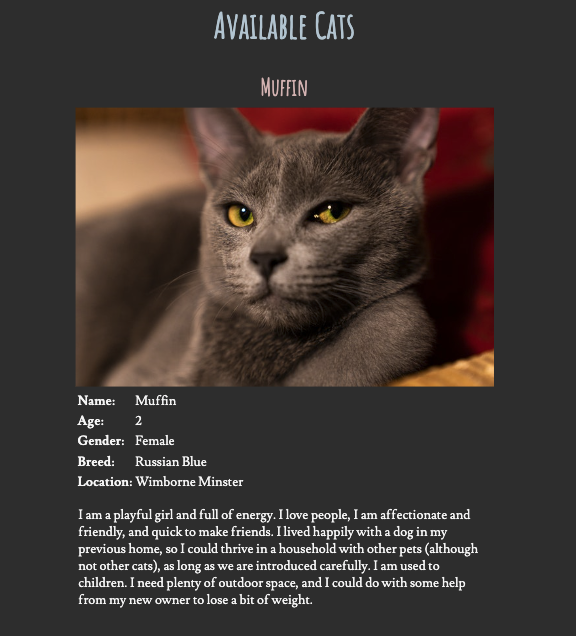 Available Cats
Muffin
Name: Muffin
Age: 2
Gender: Female
Breed: Russian Blue
Location: Wimborne Minster
I am a playful girl and full of energy. I love people, I am affectionate and
friendly, and quick to make friends. I lived happily with a dog in my
previous home, so I could thrive in a household with other pets (although
not other cats), as long as we are introduced carefully. I am used to
children. I need plenty of outdoor space, and I could do with some help
from my new owner to lose a bit of weight.